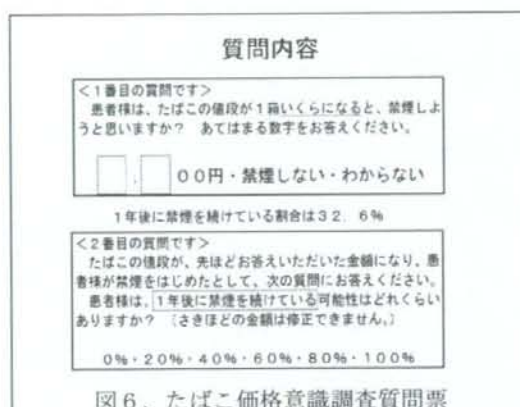 質問内容
<1番目の質問です>
患者様は、たばこの値段が1箱いくらになると、禁煙しよ
うと思いますか? あてはまる数字をお答えください。
□,□00円・禁煙しない・わからない
1年後に禁煙を続けている割合は32.6%
<2番目の質問です>
たばこの値段が、先ほどお答えいただいた金額になり、患
者様が禁煙をはじめたとして、次の質問にお答えください。
患者様は、1年後に禁煙を続けている可能性はどれくらい
ありますか? 〔さきほどの金額は修正できません。〕
0%・20%・40%・60%・80%・100%
図6.たばこ価格意識調査質問票